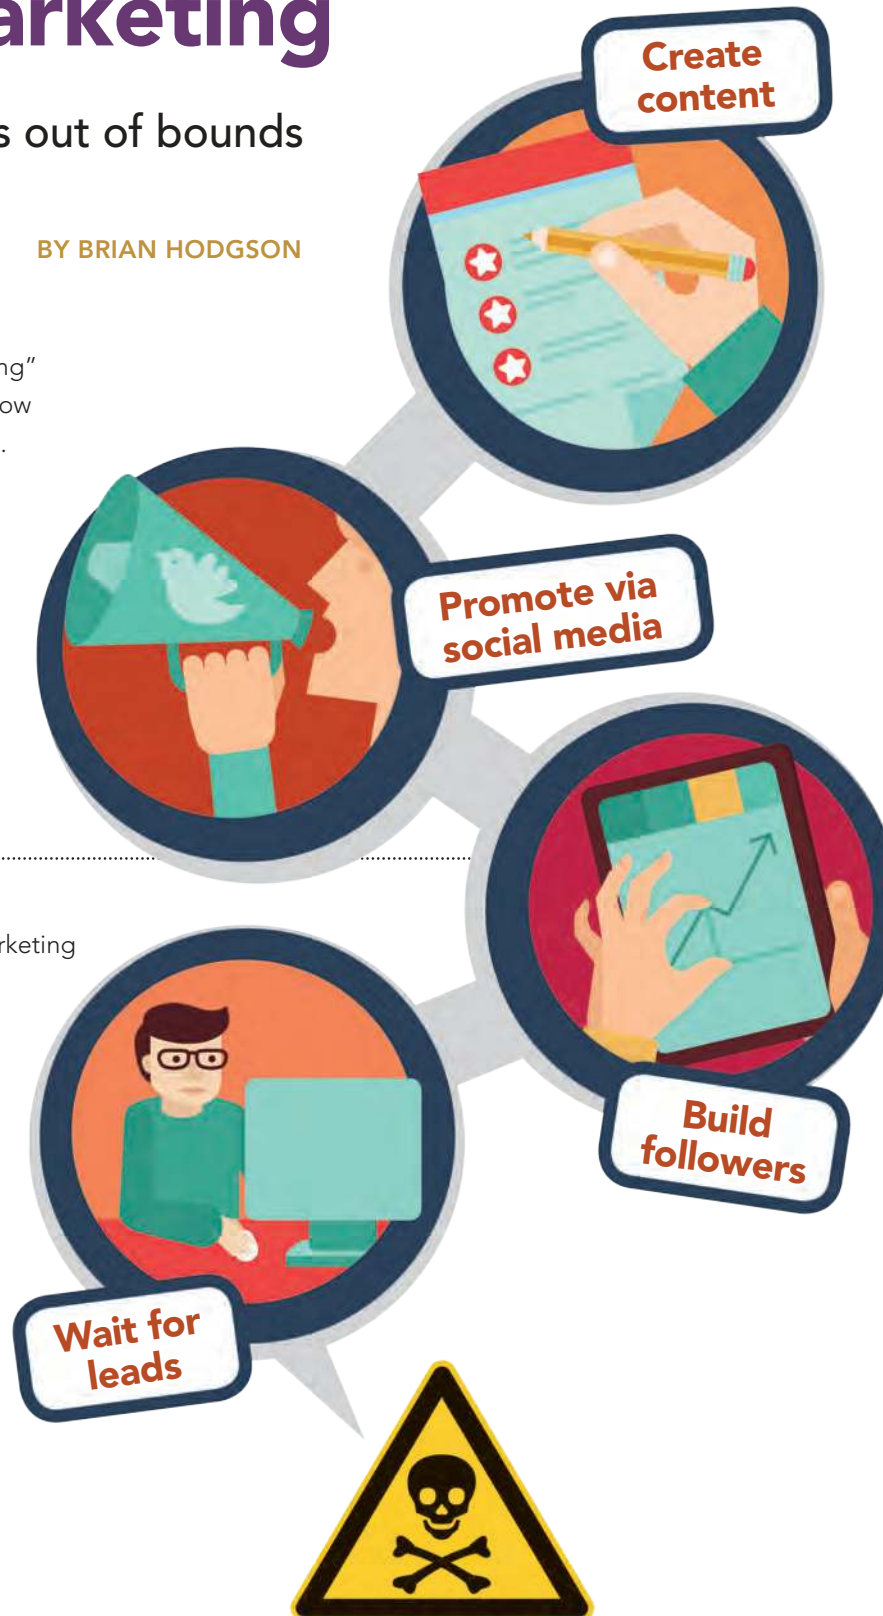 arketing
s out of bounds
BY BRIAN HODGSON
ng”
ow
.
rketing
Create
content
Promote via
social media
Build
followers
Wait for
leads